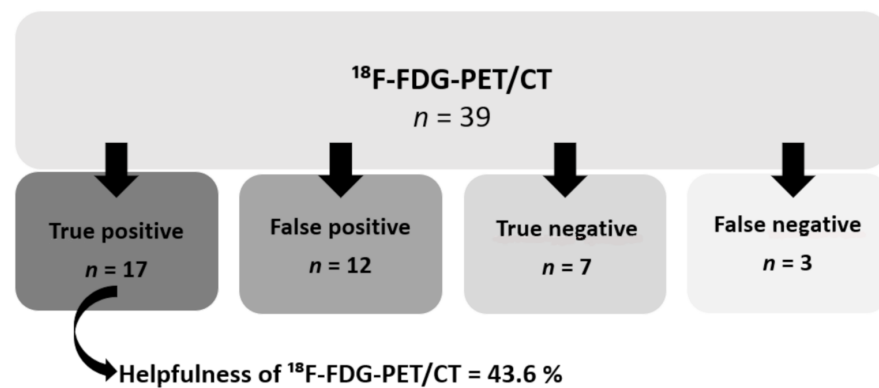 ¹⁸F-FDG-PET/CT
n = 39
True positive
n = 17
False positive
n = 12
True negative
n = 7
False negative
n = 3
Helpfulness of ¹⁸F-FDG-PET/CT = 43.6 %